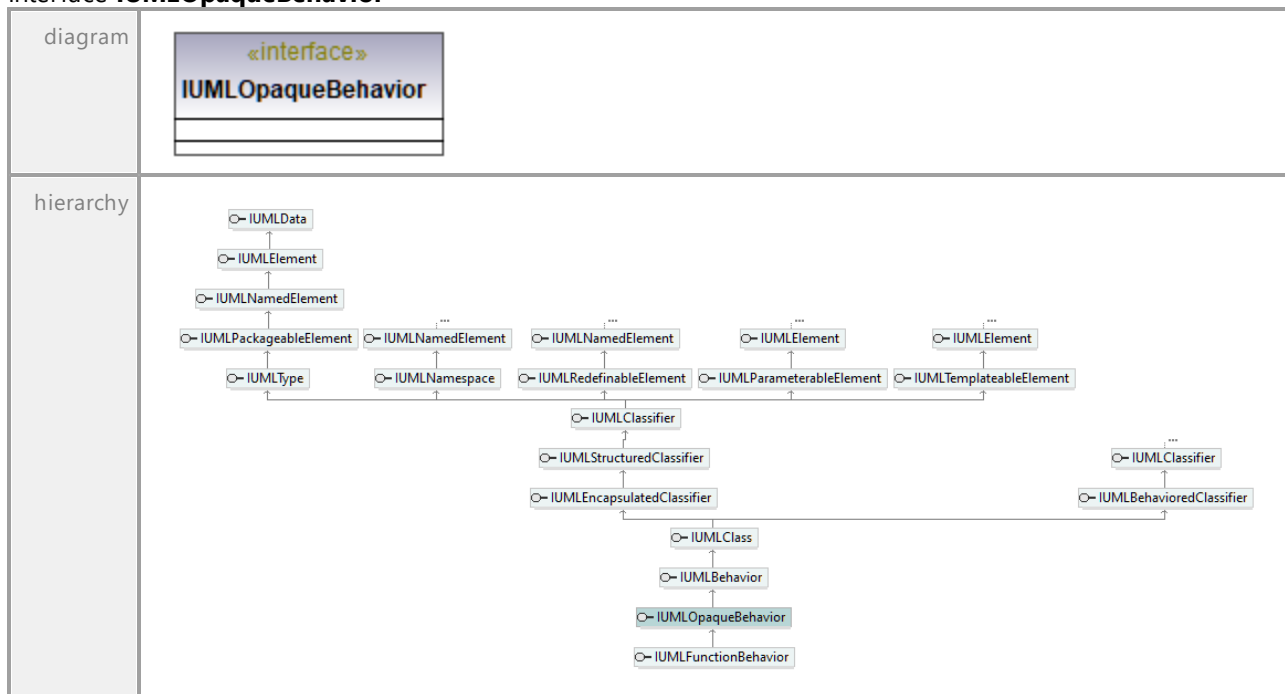 interface IUMLOpaqueBehavior
diagram
«interface»
IUMLOpaqueBehavior
hierarchy
IUMLData
IUMLElement
IUMLNamedElement
... ... ... ...
IUMLPackageableElement IUMLNamedElement IUMLNamedElement IUMLElement IUMLElement
IUMLType IUMLNamespace IUMLRedefinableElement IUMLParameterableElement IUMLTemplateableElement
IUMLClassifier
...
IUMLStructuredClassifier IUMLClassifier
IUMLEncapsulatedClassifier IUMLBehavioredClassifier
IUMLClass
IUMLBehavior
IUMLOpaqueBehavior
IUMLFunctionBehavior